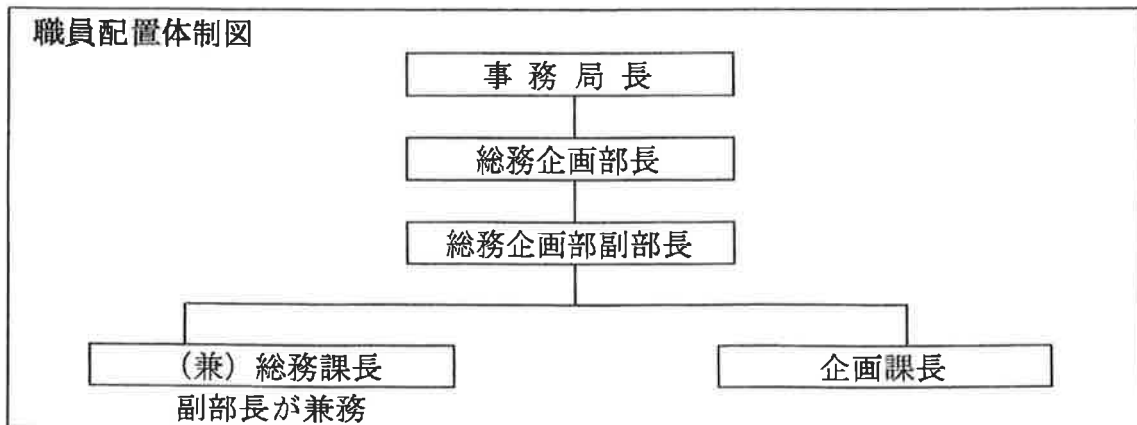 職員配置体制図
事 務 局 長
総務企画部長
総務企画部副部長
(兼) 総務課長
企画課長
副部長が兼務